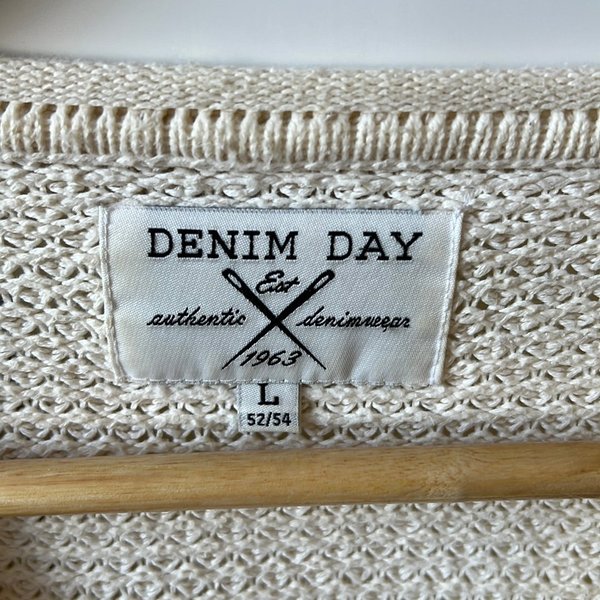 DENIM DAY
Est
authentic denimwear
1963
L
52/54